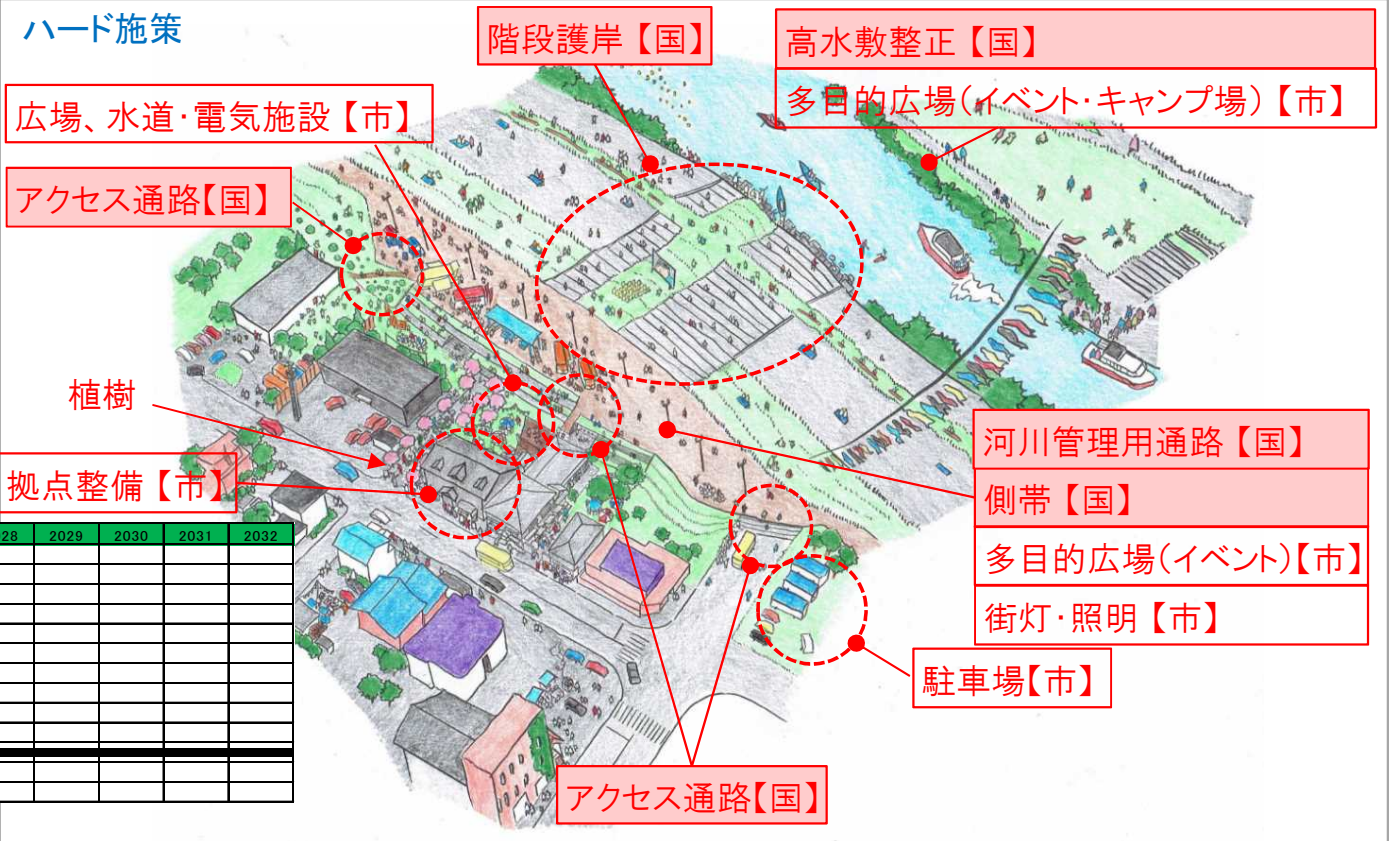 ハード施策
階段護岸【国】
高水敷整正【国】
多目的広場(イベント・キャンプ場)【市】
広場、水道・電気施設【市】
アクセス通路【国】
植樹
拠点整備【市】
28 2029 2030 2031 2032
河川管理用通路【国】
側帯【国】
多目的広場(イベント)【市】
街灯・照明【市】
駐車場【市】
アクセス通路【国】